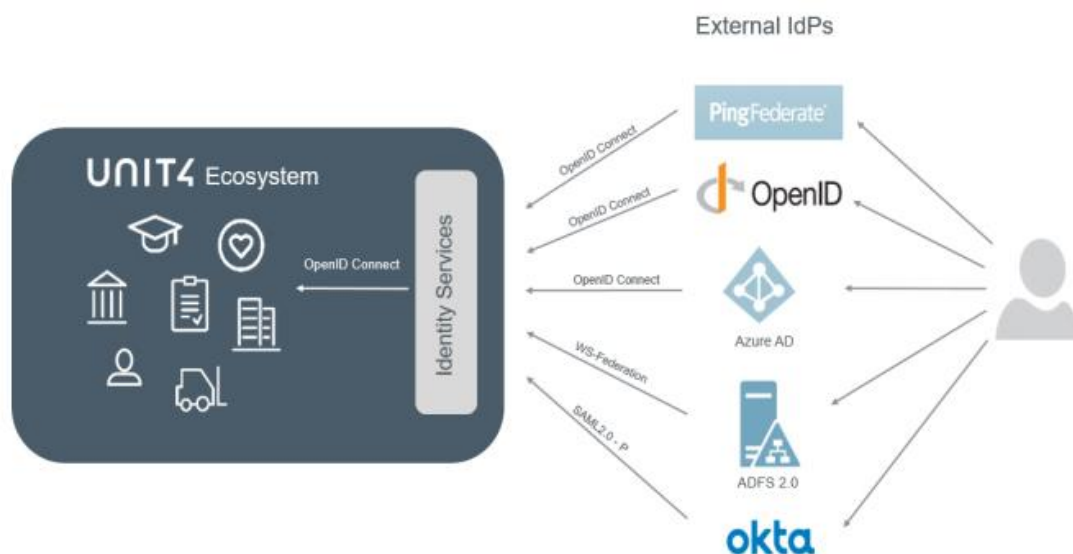 External IdPs
PingFederate
OpenID Connect
UNIT4 Ecosystem
OpenID
OpenID Connect
OpenID Connect
Identity Services
OpenID Connect
Azure AD
WS-Federation
SAML2.0 - P
ADFS 2.0
okta